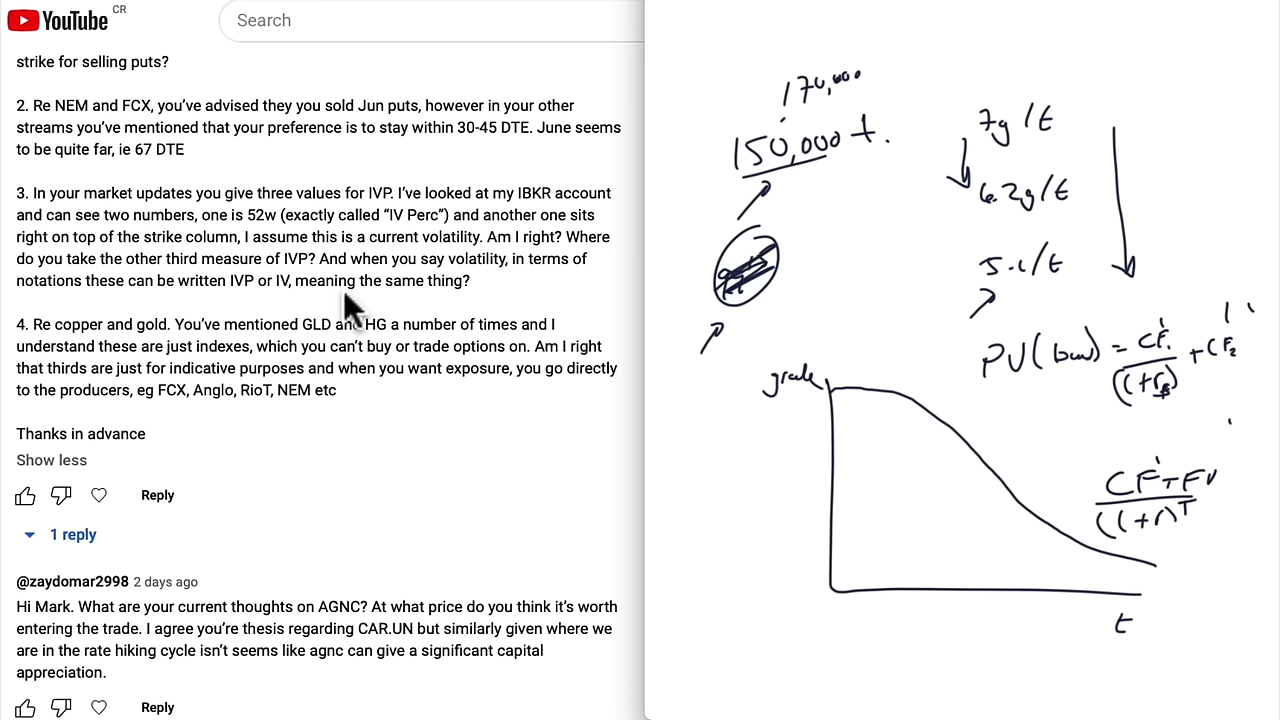 YouTube CR
Search
strike for selling puts?
2. Re NEM and FCX, you've advised they you sold Jun puts, however in your other
streams you've mentioned that your preference is to stay within 30-45 DTE. June seems
to be quite far, ie 67 DTE
3. In your market updates you give three values for IVP. I've looked at my IBKR account
and can see two numbers, one is 52w (exactly called “IV Perc”) and another one sits
right on top of the strike column, I assume this is a current volatility. Am I right? Where
do you take the other third measure of IVP? And when you say volatility, in terms of
notations these can be written IVP or IV, meaning the same thing?
4. Re copper and gold. You've mentioned GLD and HG a number of times and I
understand these are just indexes, which you can't buy or trade options on. Am I right
that thirds are just for indicative purposes and when you want exposure, you go directly
to the producers, eg FCX, Anglo, RioT, NEM etc
Thanks in advance
Show less
Reply
1 reply
@zaydomar2998 2 days ago
Hi Mark. What are your current thoughts on AGNC? At what price do you think it's worth
entering the trade. I agree you're thesis regarding CAR.UN but similarly given where we
are in the rate hiking cycle isn't seems like agnc can give a significant capital
appreciation.
Reply
170,000
150,000 t.
7g/t
6.2g/t
grade
t